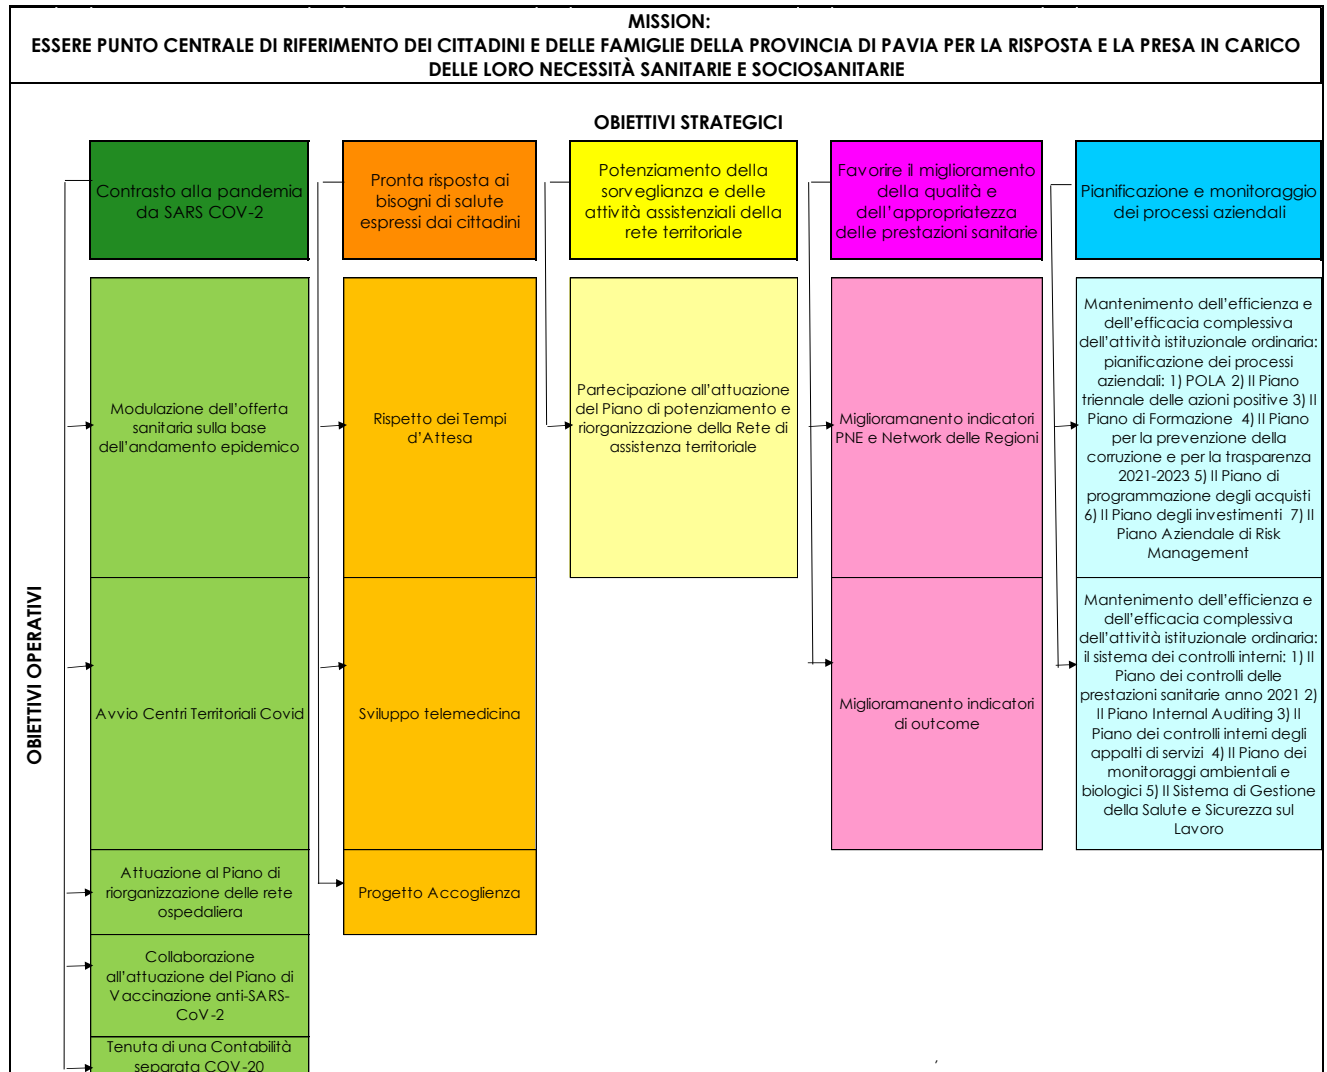 MISSION:
ESSERE PUNTO CENTRALE DI RIFERIMENTO DEI CITTADINI E DELLE FAMIGLIE DELLA PROVINCIA DI PAVIA PER LA RISPOSTA E LA PRESA IN CARICO
DELLE LORO NECESSITÀ SANITARIE E SOCIOSANITARIE
OBIETTIVI STRATEGICI
Contrasto alla pandemia
da SARS COV-2
Pronta risposta ai
bisogni di salute
espressi dai cittadini
Potenziamento della
sorveglianza e delle
attività assistenziali della
rete territoriale
Favorire il miglioramento
della qualità e
dell'appropriatezza
delle prestazioni sanitarie
Pianificazione e monitoraggio
dei processi aziendali
OBIETTIVI OPERATIVI
Modulazione dell'offerta
sanitaria sulla base
dell'andamento epidemico
Avvio Centri Territoriali Covid
Attuazione al Piano di
riorganizzazione delle rete
ospedaliera
Collaborazione
all'attuazione del Piano di
Vaccinazione anti-SARS-
CoV-2
Tenuta di una Contabilità
separata COV-20
Rispetto dei Tempi
d'Attesa
Sviluppo telemedicina
Progetto Accoglienza
Partecipazione all'attuazione
del Piano di potenziamento e
riorganizzazione della Rete di
assistenza territoriale
Migliormanento indicatori
PNE e Network delle Regioni
Miglioramanento indicatori
di outcome
Mantenimento dell'efficienza e
dell'efficacia complessiva
dell'attività istituzionale ordinaria:
pianificazione dei processi
aziendali: 1) POLA 2) Il Piano
triennale delle azioni positive 3) Il
Piano di Formazione 4) Il Piano
per la prevenzione della
corruzione e per la trasparenza
2021-2023 5) Il Piano di
programmazione degli acquisti
6) Il Piano degli investimenti 7) Il
Piano Aziendale di Risk
Management
Mantenimento dell'efficienza e
dell'efficacia complessiva
dell'attività istituzionale ordinaria:
il sistema dei controlli interni: 1) Il
Piano dei controlli delle
prestazioni sanitarie anno 2021 2)
Il Piano Internal Auditing 3) Il
Piano dei controlli interni degli
appalti di servizi 4) Il Piano dei
monitoraggi ambientali e
biologici 5) Il Sistema di Gestione
della Salute e Sicurezza sul
Lavoro